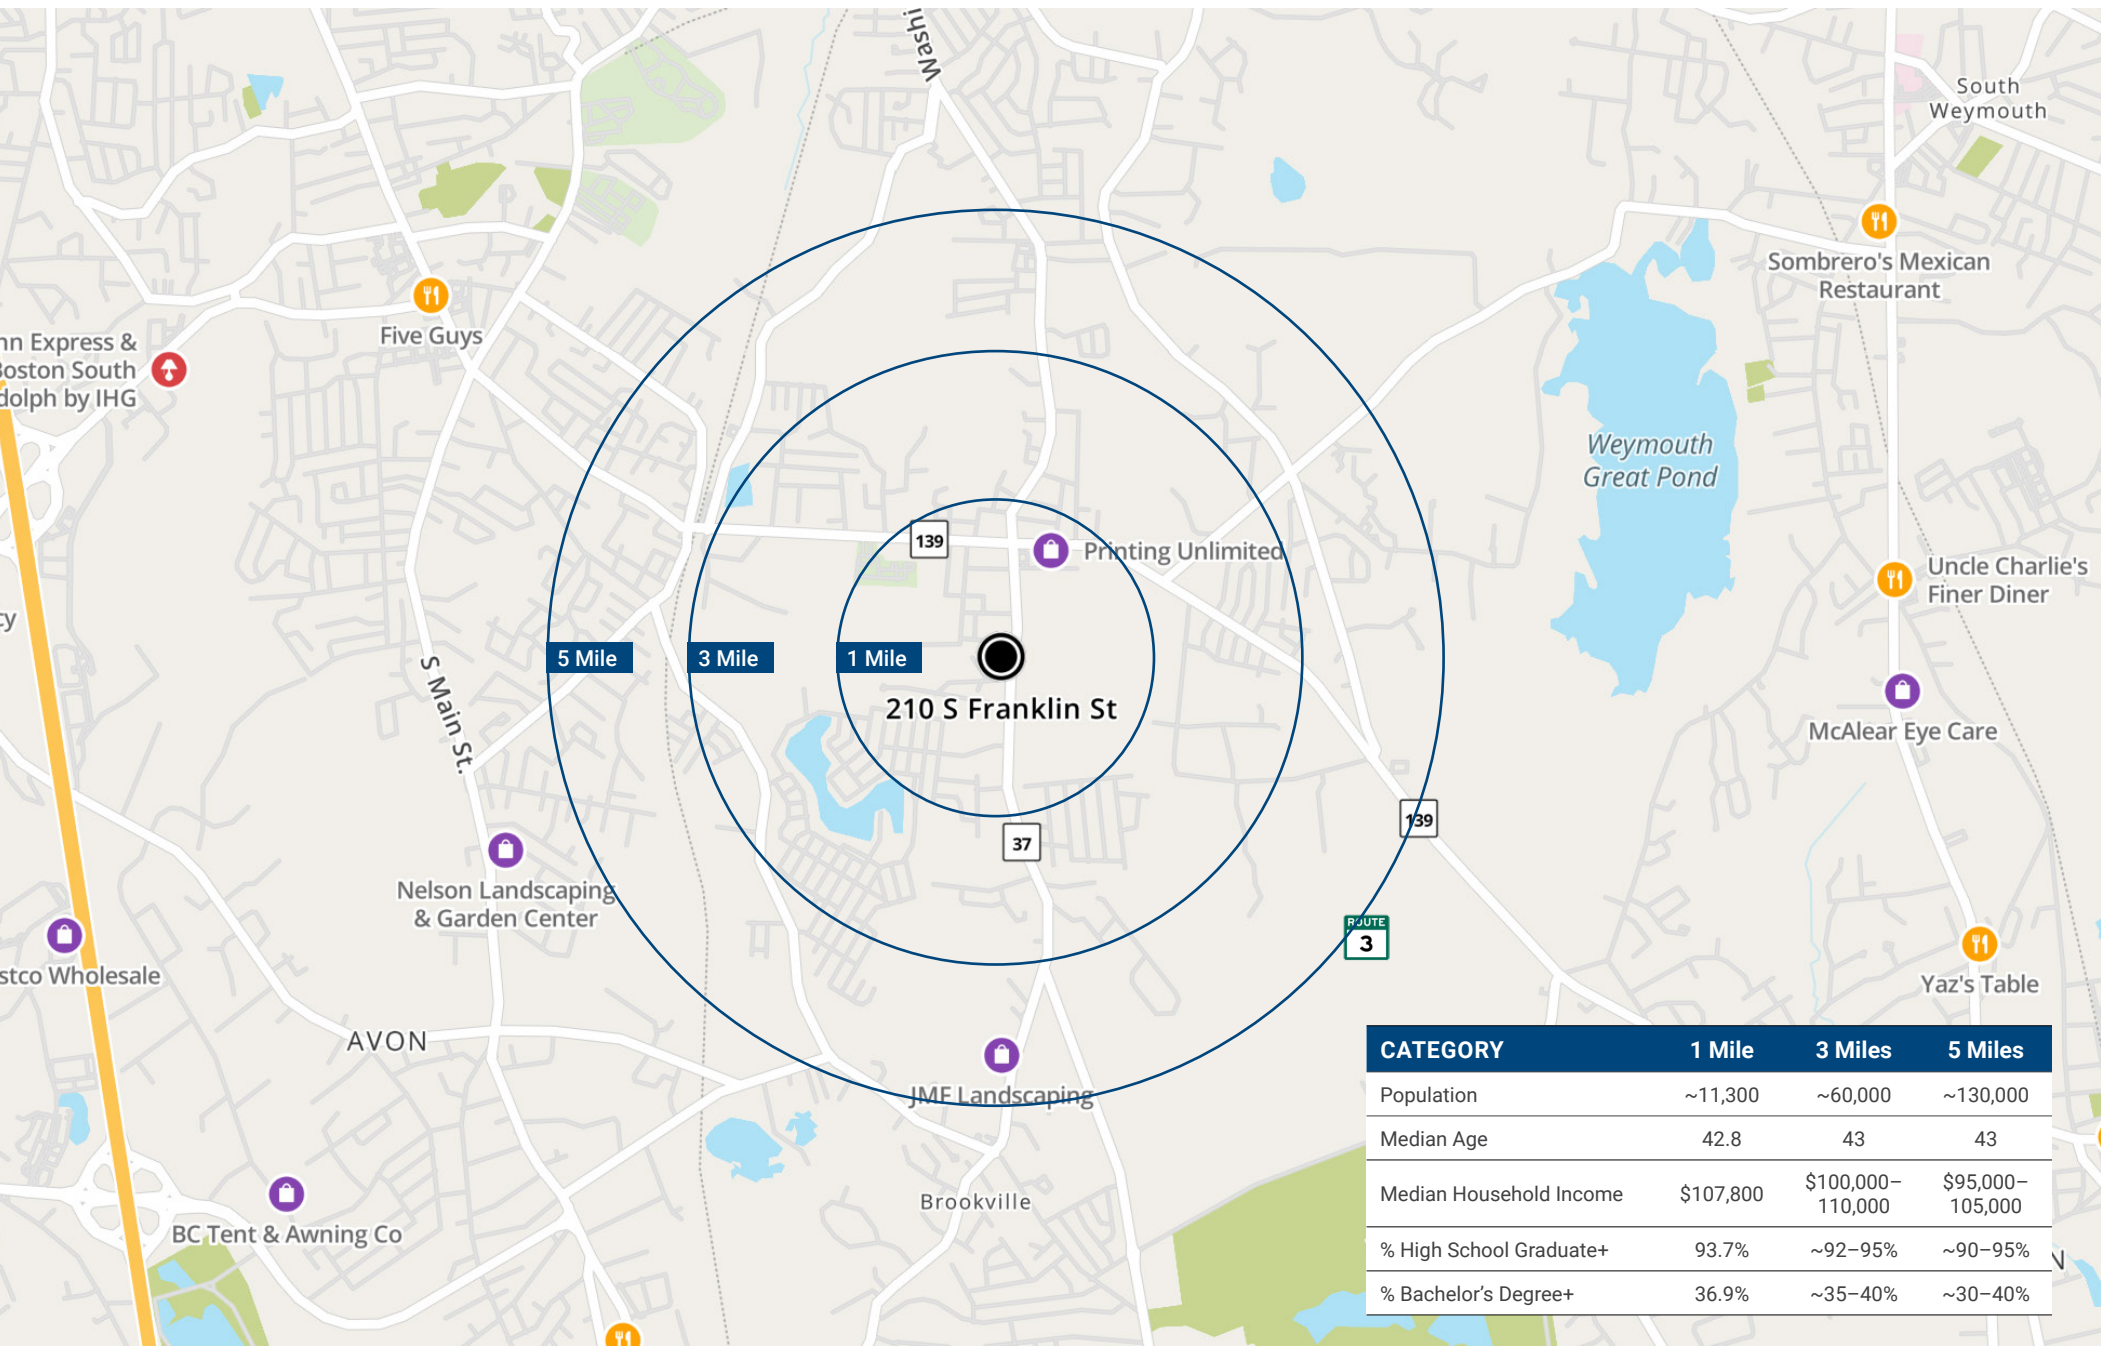 Washi
South
Weymouth
Sombrero's Mexican
Restaurant
Five Guys
nn Express &
Boston South
dolph by IHG
Weymouth
Great Pond
139
Printing Unlimited
Uncle Charlie's
Finer Diner
cy
5 Mile
3 Mile
1 Mile
210 S Franklin St
S Main St.
McAlear Eye Care
139
37
Nelson Landscaping
& Garden Center
ROUTE
3
stco Wholesale
Yaz's Table
AVON
JMF Landscaping
Brookville
BC Tent & Awning Co
CATEGORY 1 Mile 3 Miles 5 Miles
Population ~11,300 ~60,000 ~130,000
Median Age 42.8 43 43
Median Household Income $107,800 $100,000–110,000 $95,000–105,000
% High School Graduate+ 93.7% ~92–95% ~90–95%
% Bachelor’s Degree+ 36.9% ~35–40% ~30–40%
N